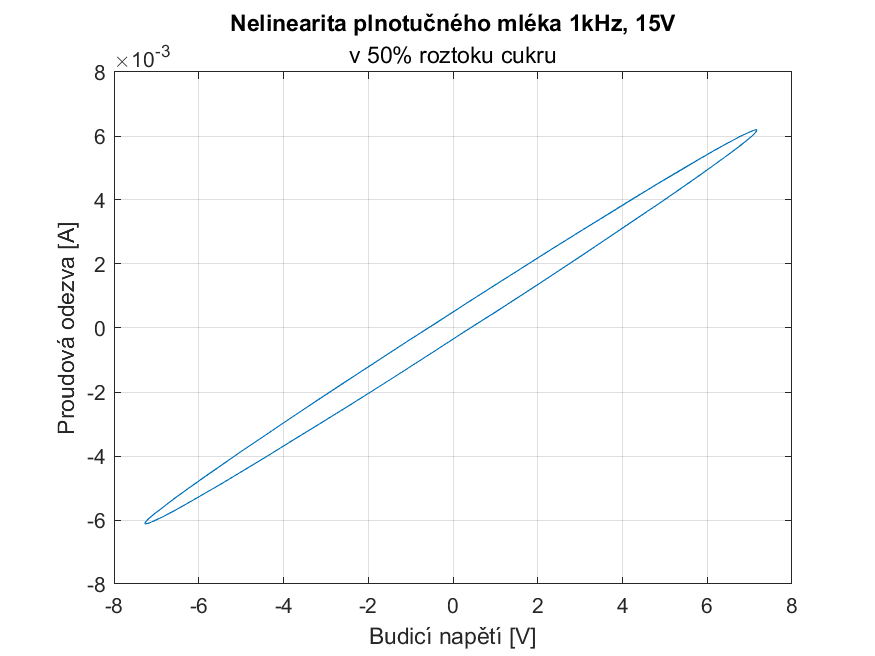 Nelinearita plnotučného mléka 1kHz, 15V
v 50% roztoku cukru
×10-3
8
6
4
2
0
-2
-4
-6
-8
Proudová odezva [A]
-8 -6 -4 -2 0 2 4 6 8
Budicí napětí [V]